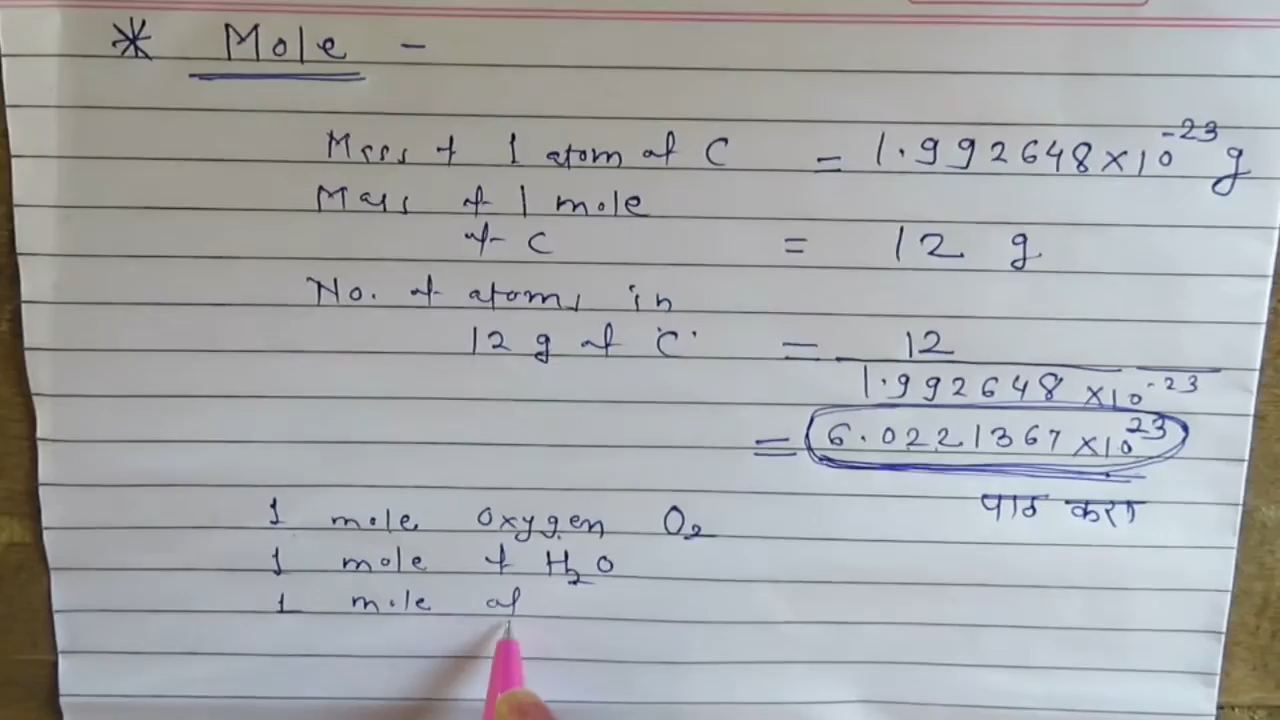 * Mole -
Mass of 1 atom of C = 1.992648×10⁻²³ g
Mass of 1 mole
of C = 12 g
No. of atoms in
12 g of 'C' = 12
1.992648 ×10⁻²³
= 6.0221367 ×10²³
पाठ करा
1 mole Oxygen O₂
1 mole of H₂O
1 mole of